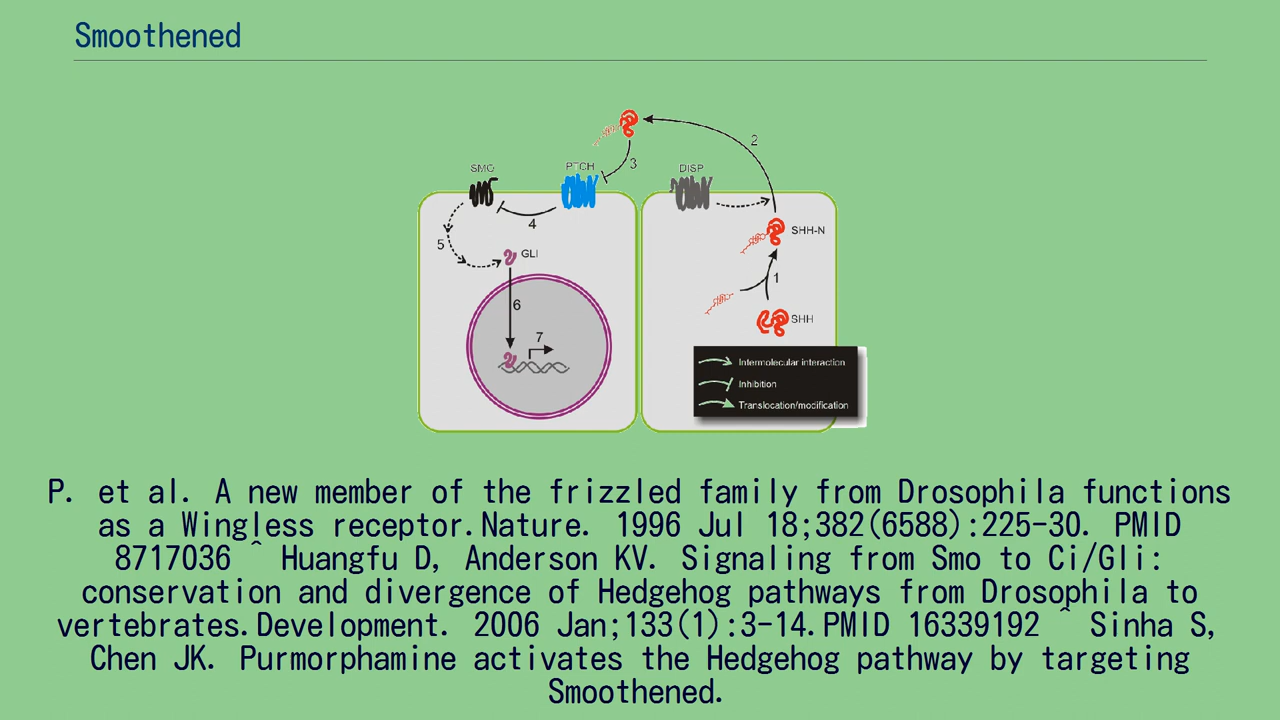 Smoothened
2
3
SMO
PTCH
DISP
4
5
GLI
SHH-N
1
6
SHH
7
Intermolecular interaction
Inhibition
Translocation/modification
P. et al. A new member of the frizzled family from Drosophila functions
as a Wingless receptor.Nature. 1996 Jul 18;382(6588):225-30. PMID
8717036 ^ Huangfu D, Anderson KV. Signaling from Smo to Ci/Gli:
conservation and divergence of Hedgehog pathways from Drosophila to
vertebrates.Development. 2006 Jan;133(1):3-14.PMID 16339192 ^ Sinha S,
Chen JK. Purmorphamine activates the Hedgehog pathway by targeting
Smoothened.